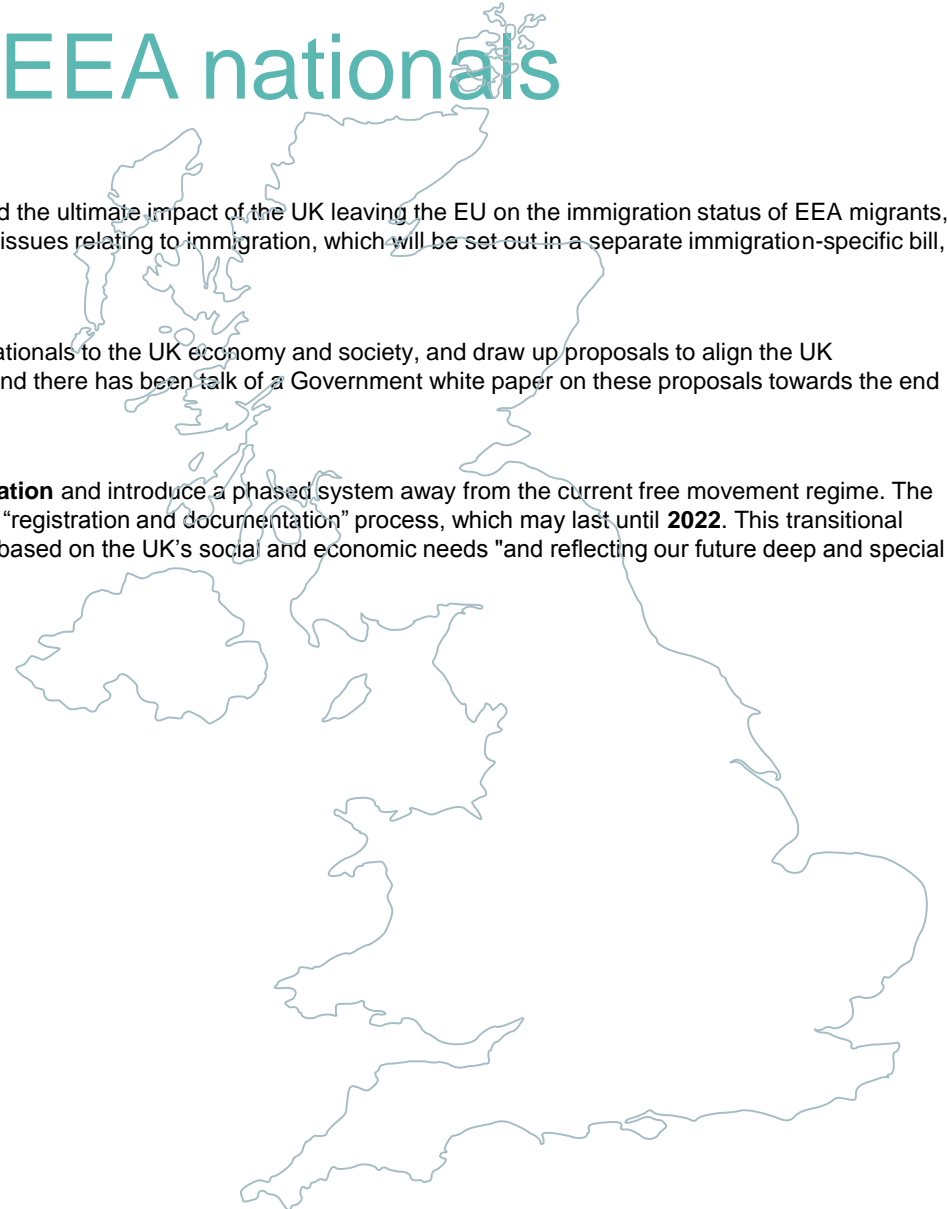 EEA nationals
d the ultimate impact of the UK leaving the EU on the immigration status of EEA migrants,
issues relating to immigration, which will be set out in a separate immigration-specific bill,
ationals to the UK economy and society, and draw up proposals to align the UK
nd there has been talk of a Government white paper on these proposals towards the end
ation and introduce a phased system away from the current free movement regime. The
“registration and documentation” process, which may last until 2022. This transitional
based on the UK’s social and economic needs "and reflecting our future deep and special